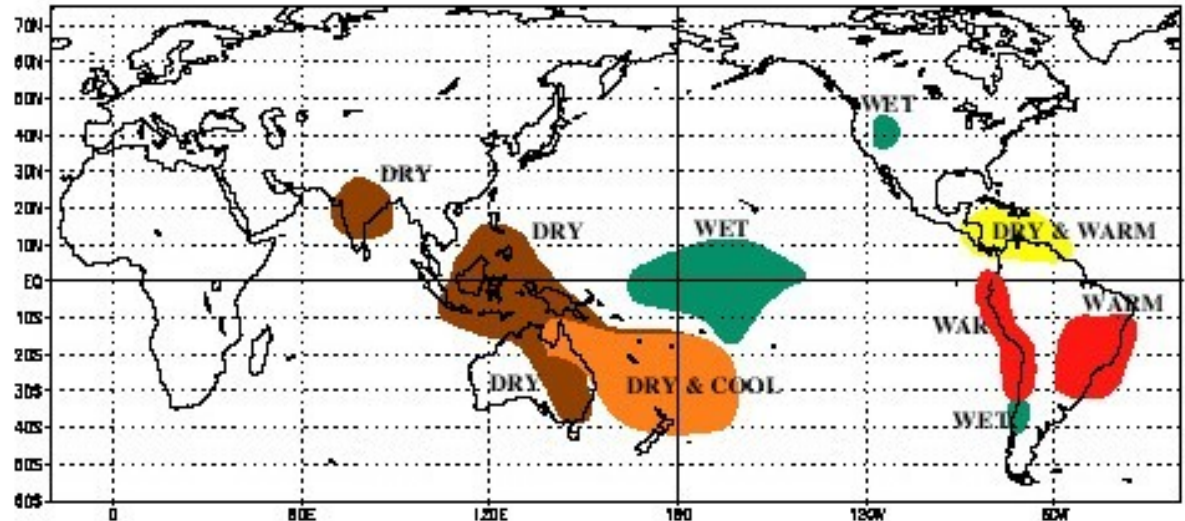 70N
60N
50N
40N
30N
20N
10N
EQ
10S
20S
30S
40S
50S
60S
0
60E
120E
180
120W
60W
WET
DRY
DRY
WET
DRY & WARM
WARM
WAR
DRY
DRY & COOL
WET